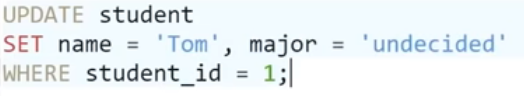 UPDATE student
SET name = 'Tom', major = 'undecided'
WHERE student_id = 1;